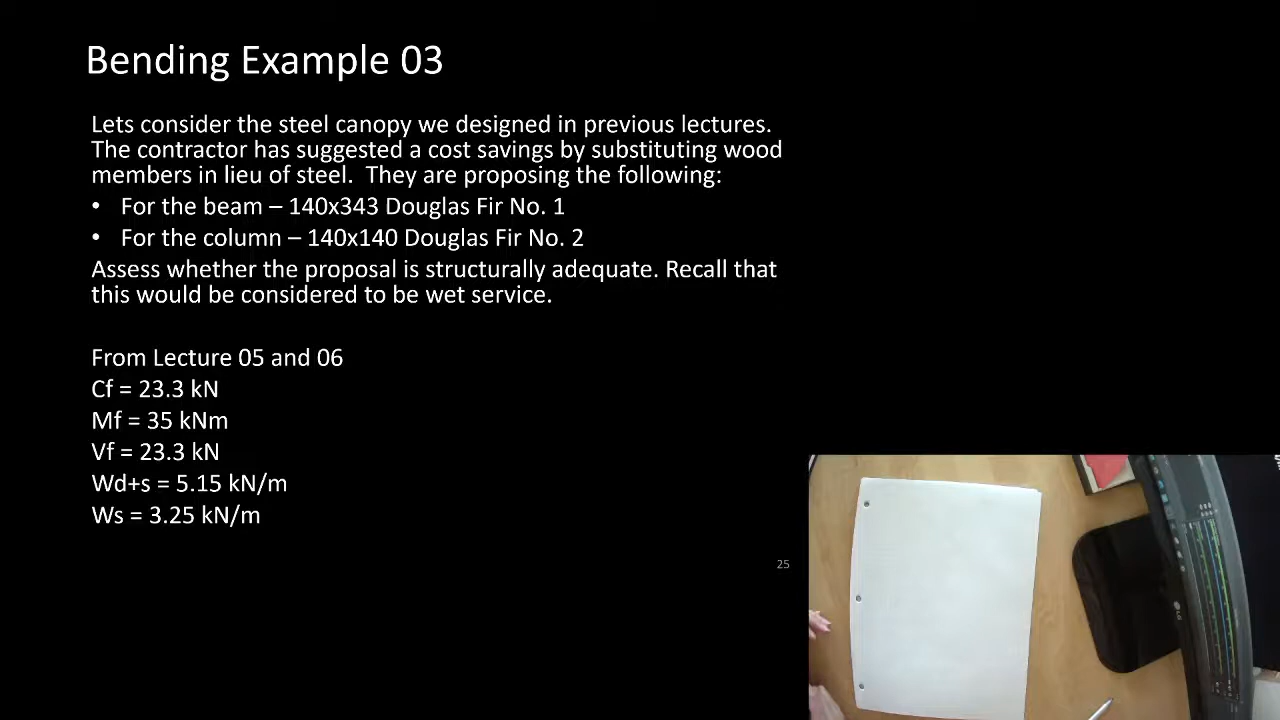 Bending Example 03
Lets consider the steel canopy we designed in previous lectures.
The contractor has suggested a cost savings by substituting wood
members in lieu of steel.  They are proposing the following:
• For the beam – 140x343 Douglas Fir No. 1
• For the column – 140x140 Douglas Fir No. 2
Assess whether the proposal is structurally adequate. Recall that
this would be considered to be wet service.
From Lecture 05 and 06
Cf = 23.3 kN
Mf = 35 kNm
Vf = 23.3 kN
Wd+s = 5.15 kN/m
Ws = 3.25 kN/m
25
LG